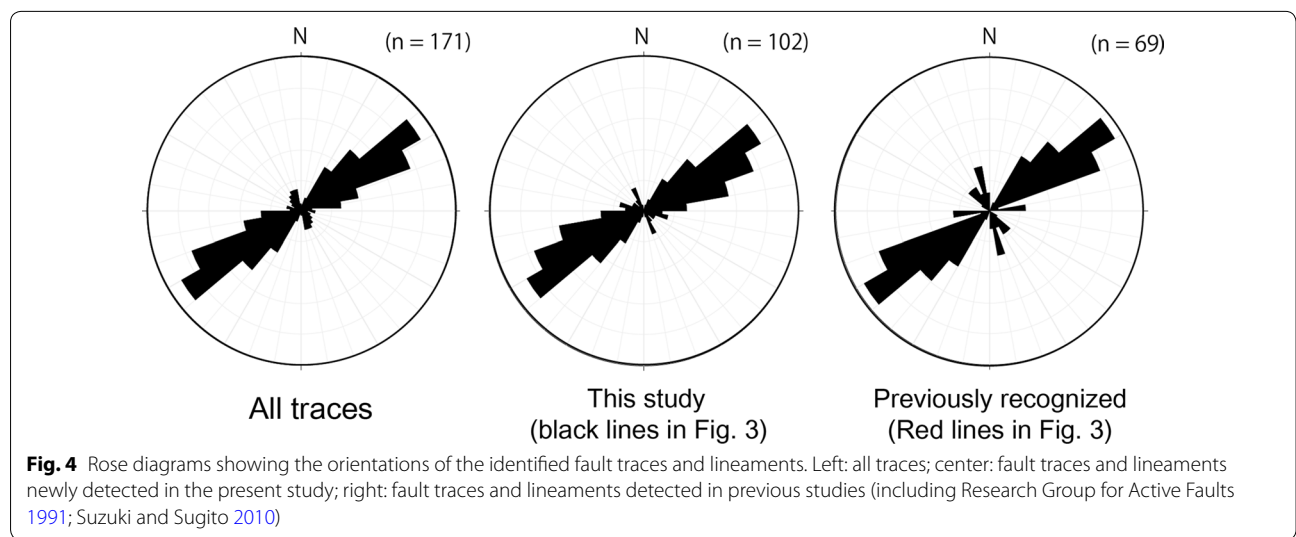 N (n = 171)
N (n = 102)
N (n = 69)
All traces
This study
(black lines in Fig. 3)
Previously recognized
(Red lines in Fig. 3)
Fig. 4 Rose diagrams showing the orientations of the identified fault traces and lineaments. Left: all traces; center: fault traces and lineaments
newly detected in the present study; right: fault traces and lineaments detected in previous studies (including Research Group for Active Faults
1991; Suzuki and Sugito 2010)